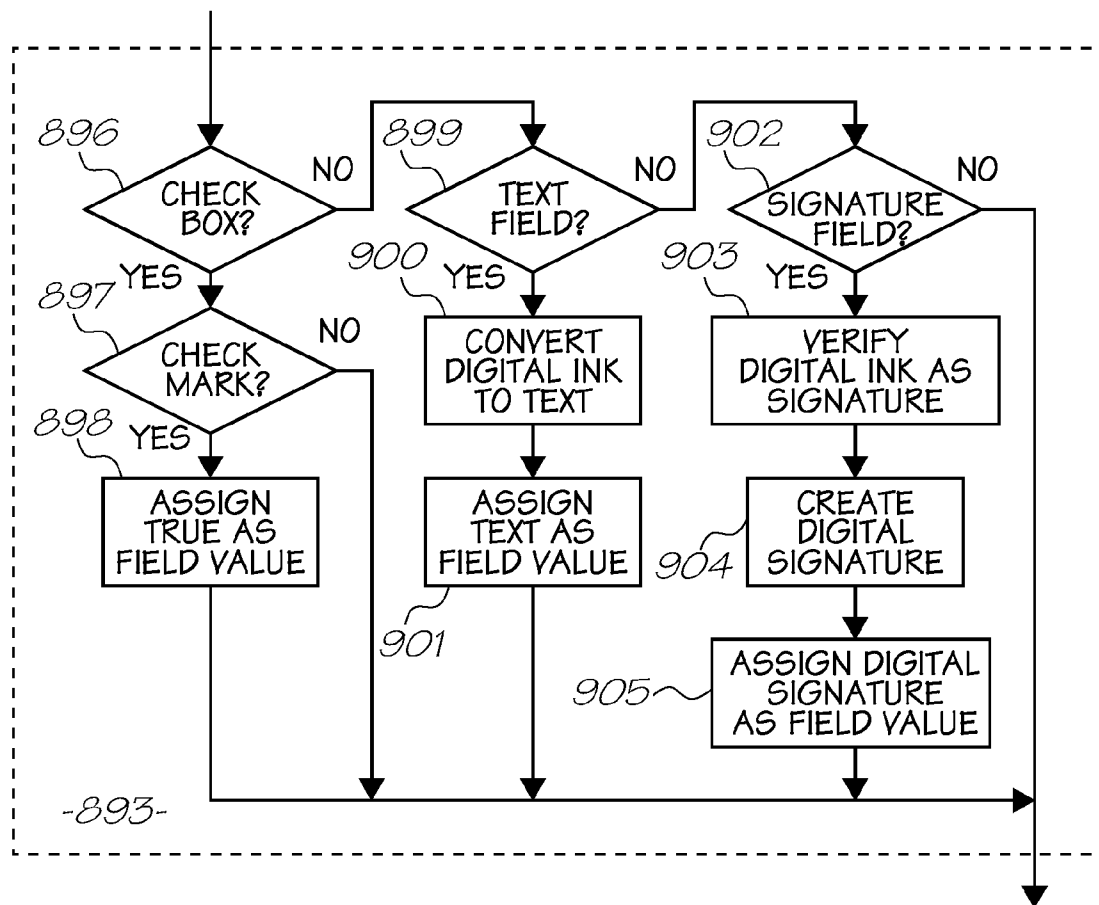 896
CHECK
BOX?
NO
YES
897
CHECK
MARK?
NO
YES
898
ASSIGN
TRUE AS
FIELD VALUE
899
TEXT
FIELD?
NO
YES
900
CONVERT
DIGITAL INK
TO TEXT
ASSIGN
TEXT AS
FIELD VALUE
901
902
SIGNATURE
FIELD?
NO
YES
903
VERIFY
DIGITAL INK AS
SIGNATURE
CREATE
DIGITAL
SIGNATURE
904
ASSIGN DIGITAL
SIGNATURE
AS FIELD VALUE
905
-893-